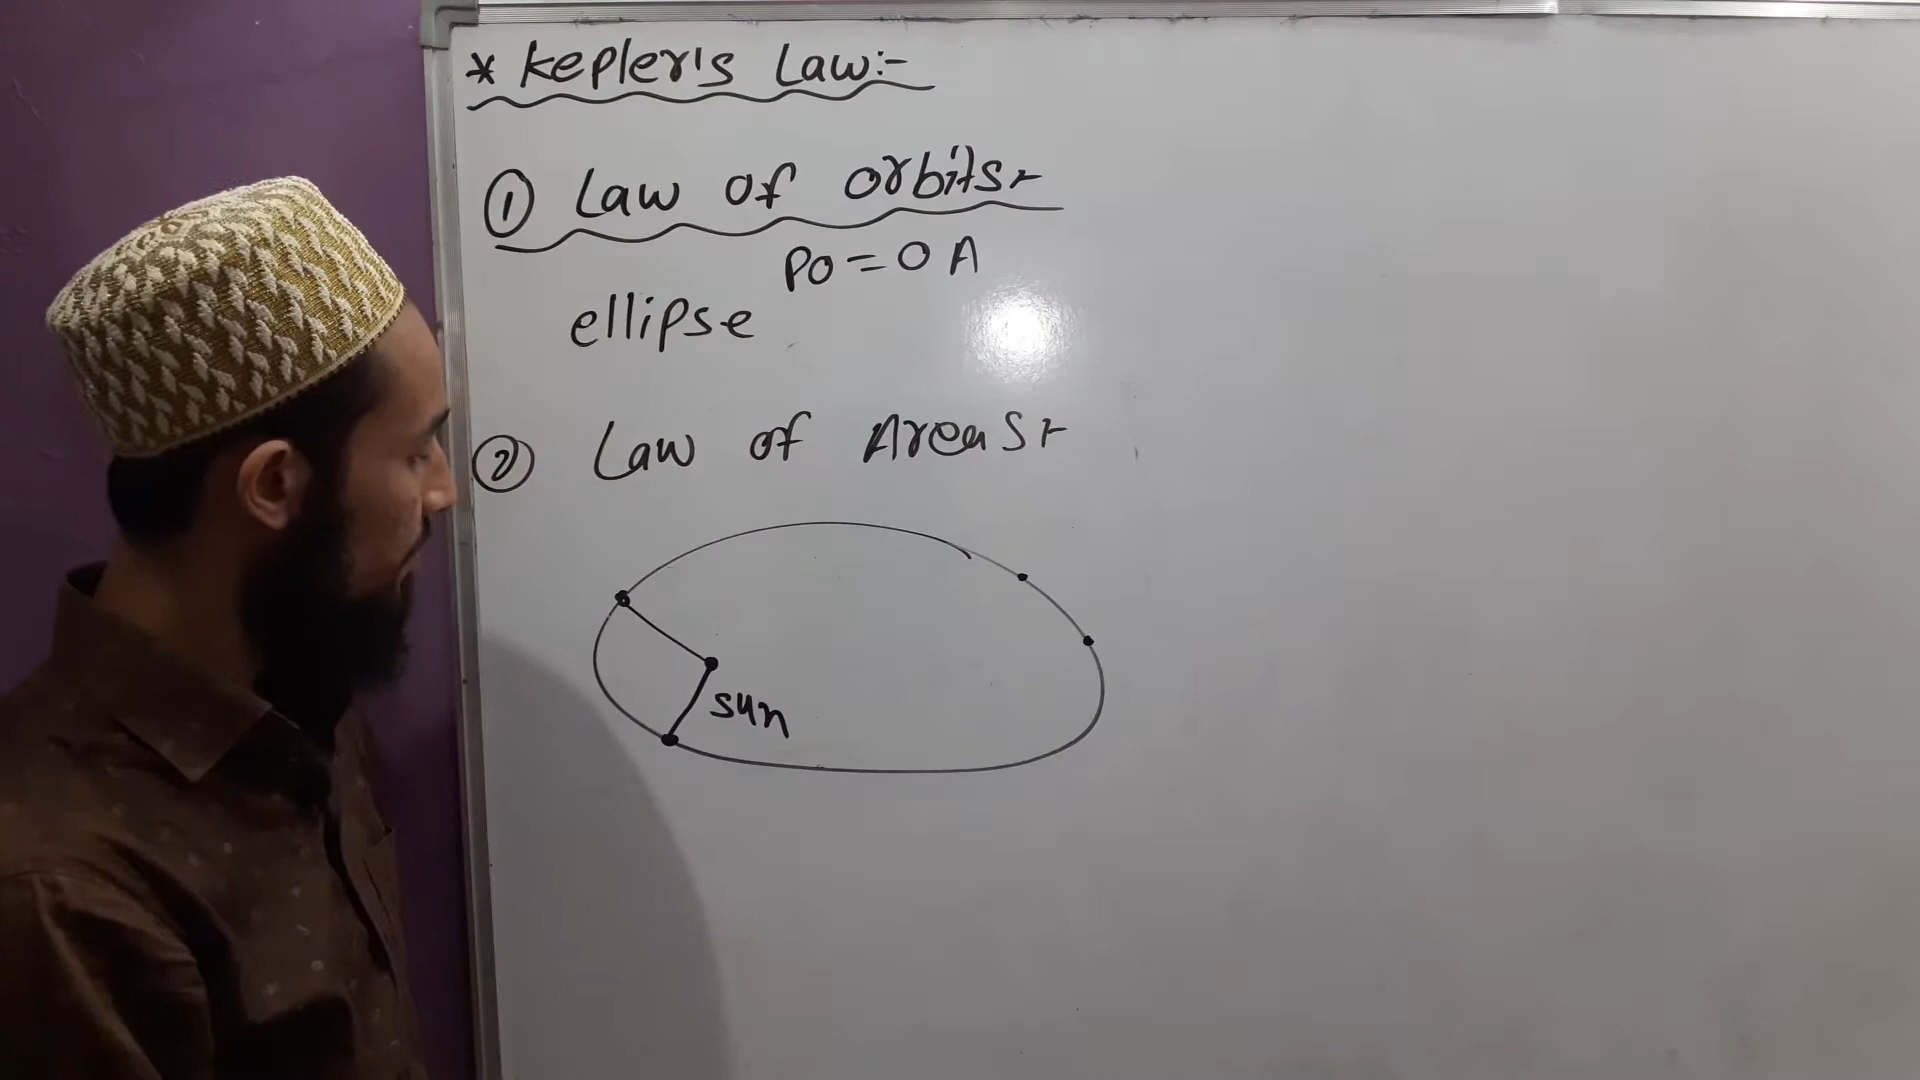 * Kepler's Law:-
① Law of orbits:-
PO = OA
ellipse
② Law of Areas:-
sun